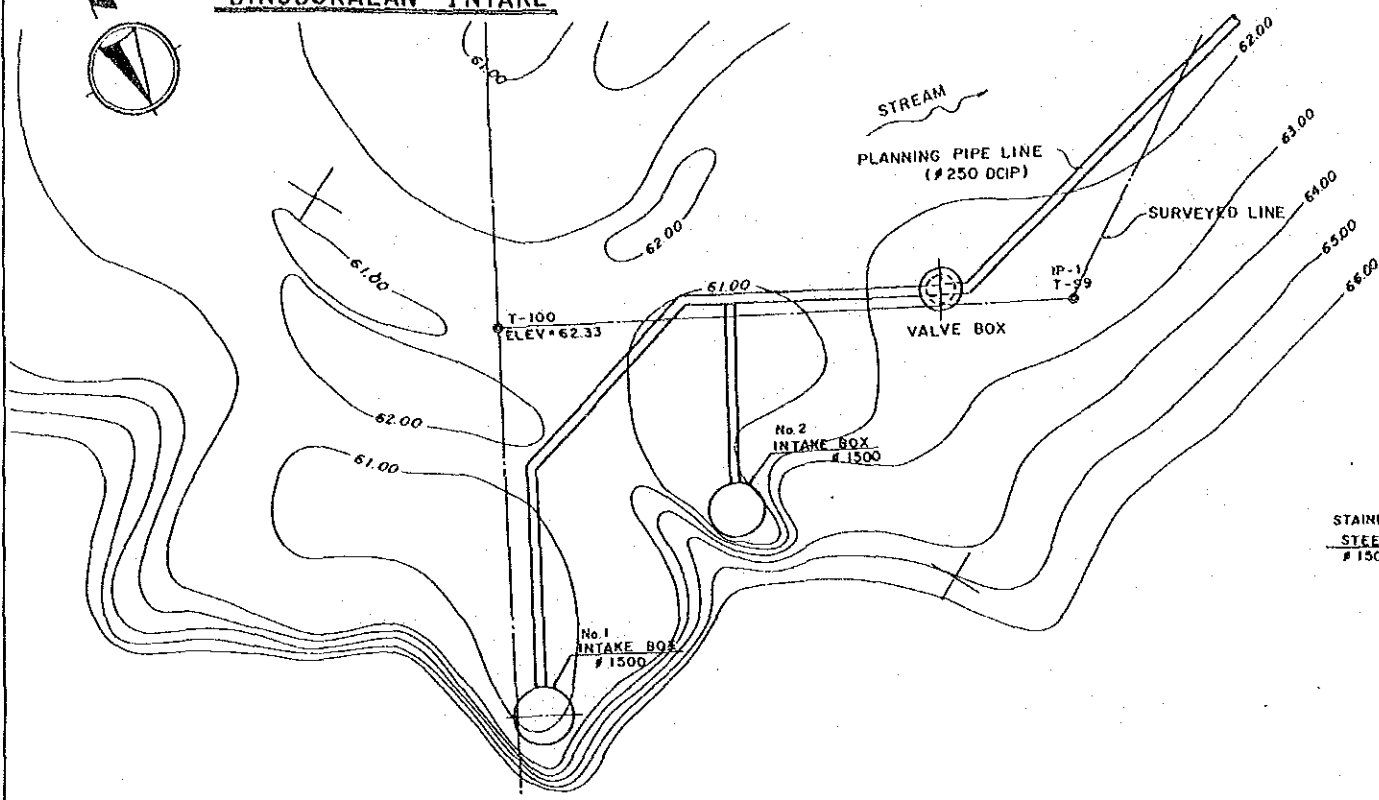 INTAKE
61.00
62.00
STREAM
PLANNING PIPE LINE
(ø250 DCIP)
63.00
64.00
SURVEYED LINE
62.00
65.00
61.00
66.00
61.00
IP-1
T-99
T-100
ELEV=62.33
VALVE BOX
62.00
No.2
INTAKE BOX
ø1500
61.00
No.1
INTAKE BOX
ø1500